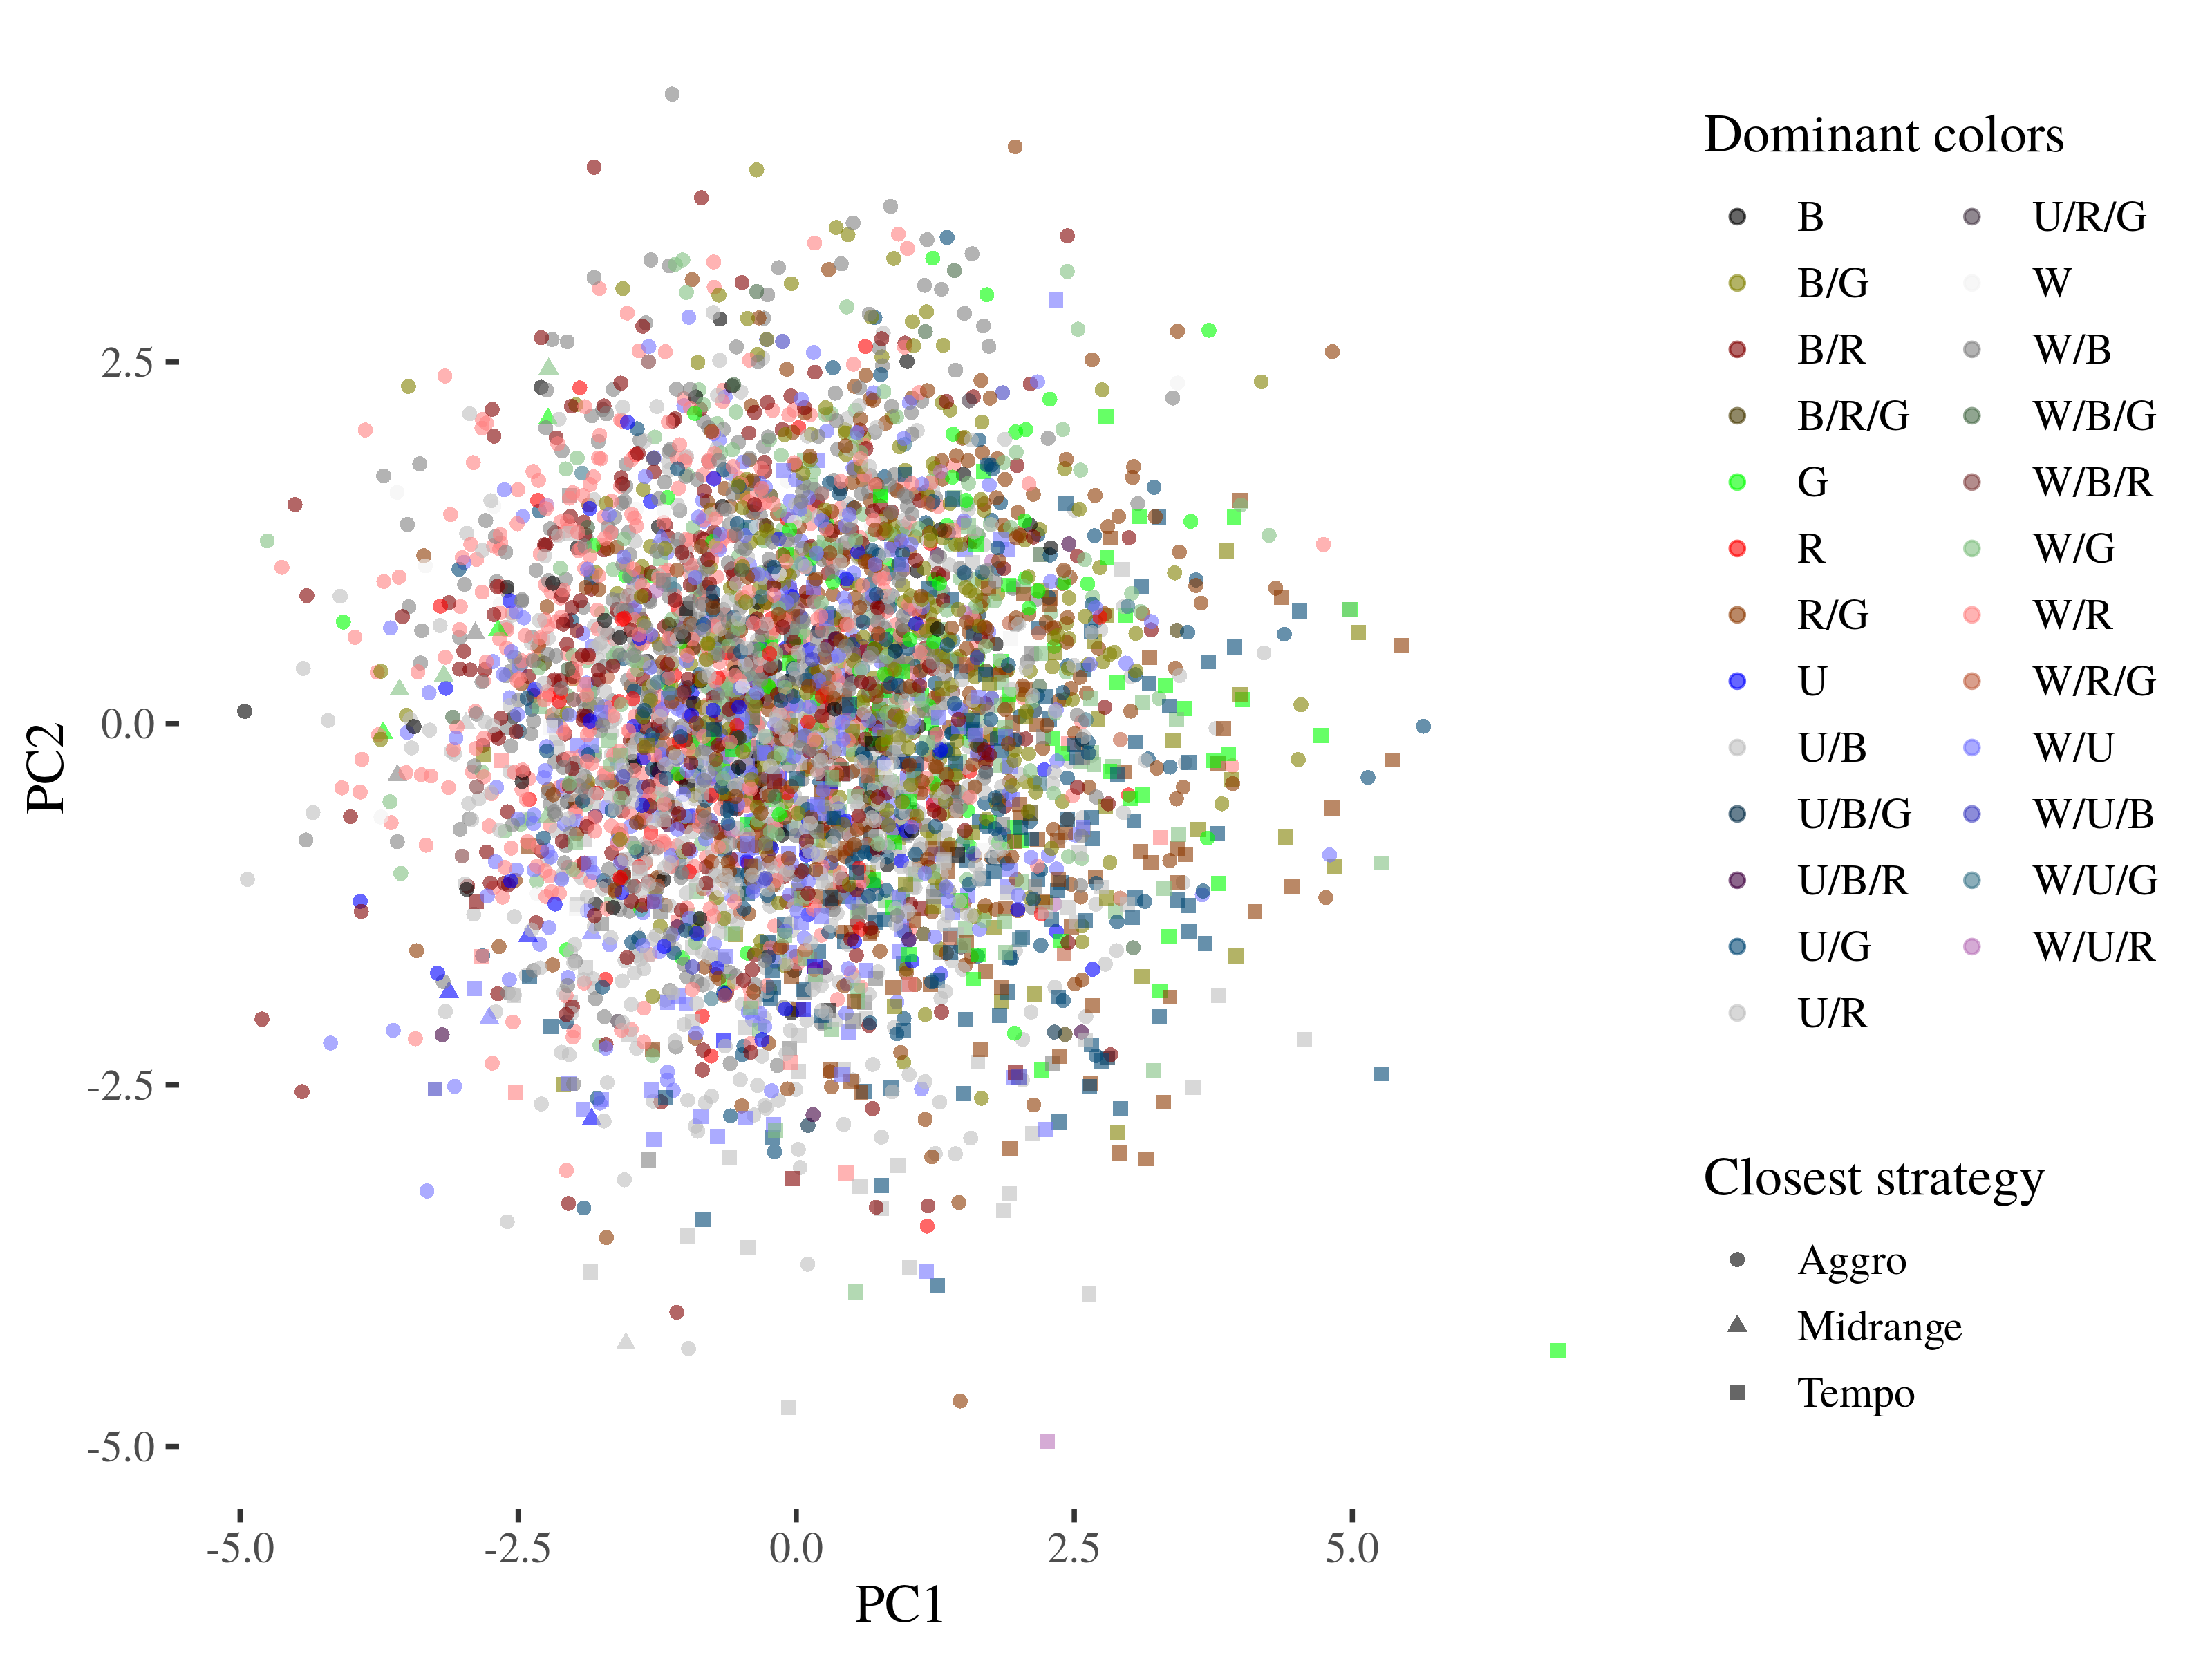 Dominant colors
B
B/G
B/R
B/R/G
G
R
R/G
U
U/B
U/B/G
U/B/R
U/G
U/R
U/R/G
W
W/B
W/B/G
W/B/R
W/G
W/R
W/R/G
W/U
W/U/B
W/U/G
W/U/R
Closest strategy
Aggro
Midrange
Tempo
PC2
2.5
0.0
-2.5
-5.0
-5.0
-2.5
0.0
2.5
5.0
PC1